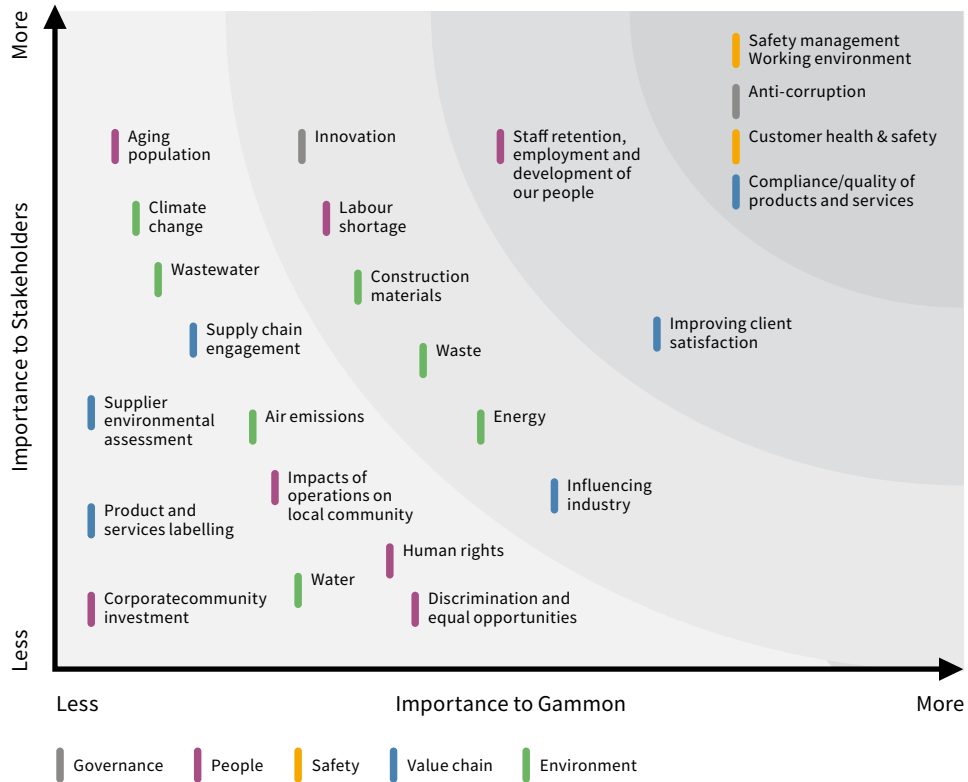 More
Importance to Stakeholders
Less
Safety management
Working environment
Anti-corruption
Customer health & safety
Compliance/quality of
products and services
Aging
population
Innovation
Staff retention,
employment and
development of
our people
Climate
change
Labour
shortage
Wastewater
Construction
materials
Supply chain
engagement
Waste
Improving client
satisfaction
Supplier
environmental
assessment
Air emissions
Energy
Impacts of
operations on
local community
Influencing
industry
Product and
services labelling
Human rights
Water
Corporatecommunity
investment
Discrimination and
equal opportunities
Less
Importance to Gammon
More
Governance
People
Safety
Value chain
Environment